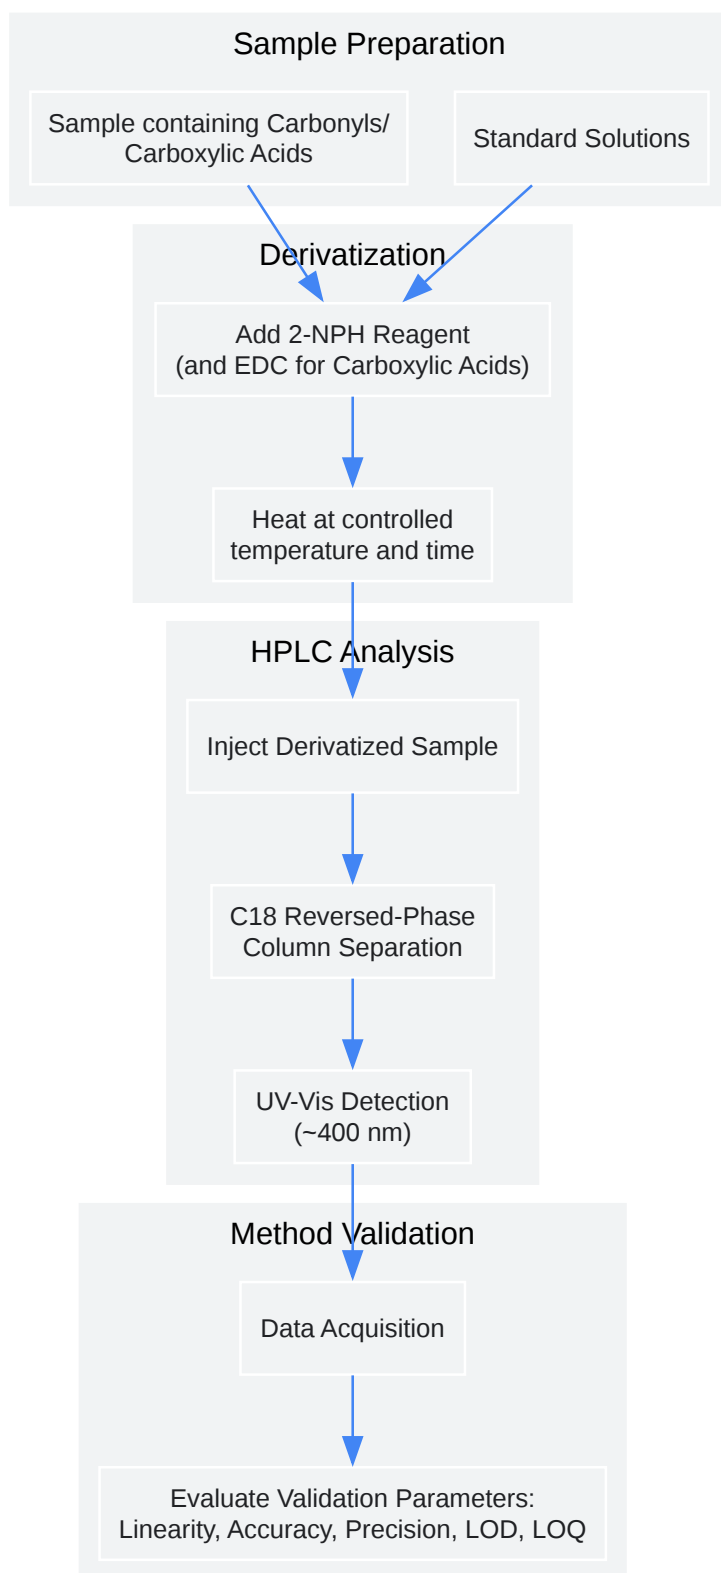 Sample Preparation
Sample containing Carbonyls/
Carboxylic Acids
Standard Solutions
Derivatization
Add 2-NPH Reagent
(and EDC for Carboxylic Acids)
Heat at controlled
temperature and time
HPLC Analysis
Inject Derivatized Sample
C18 Reversed-Phase
Column Separation
UV-Vis Detection
(~400 nm)
Method Validation
Data Acquisition
Evaluate Validation Parameters:
Linearity, Accuracy, Precision, LOD, LOQ